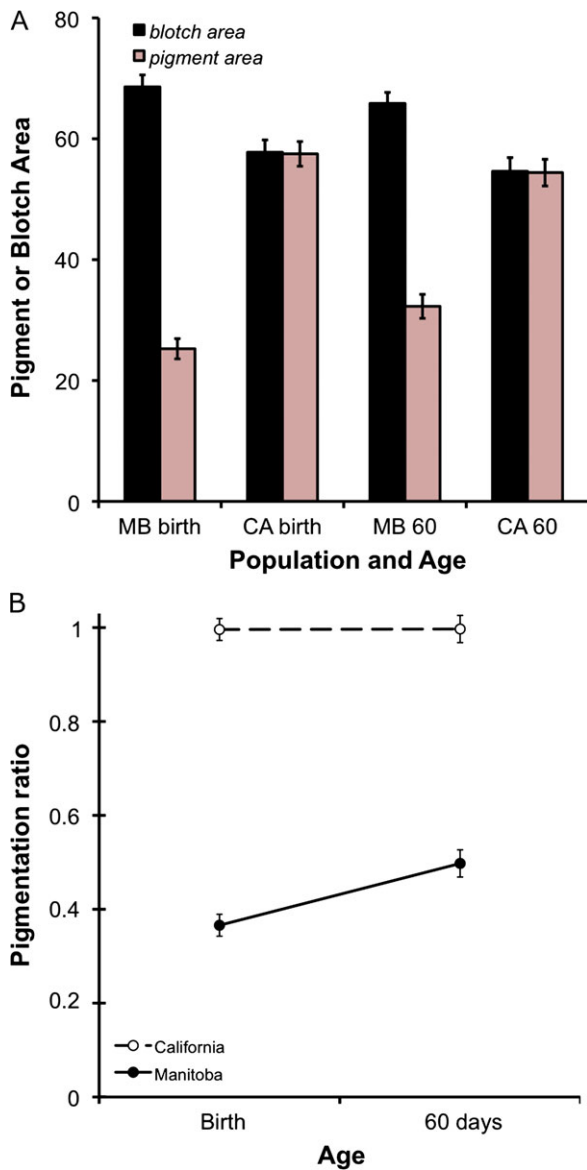 A
blotch area
pigment area
Pigment or Blotch Area
80
60
40
20
0
MB birth CA birth MB 60 CA 60
Population and Age
B
Pigmentation ratio
1
0.8
0.6
0.4
0.2
0
California
Manitoba
Birth 60 days
Age